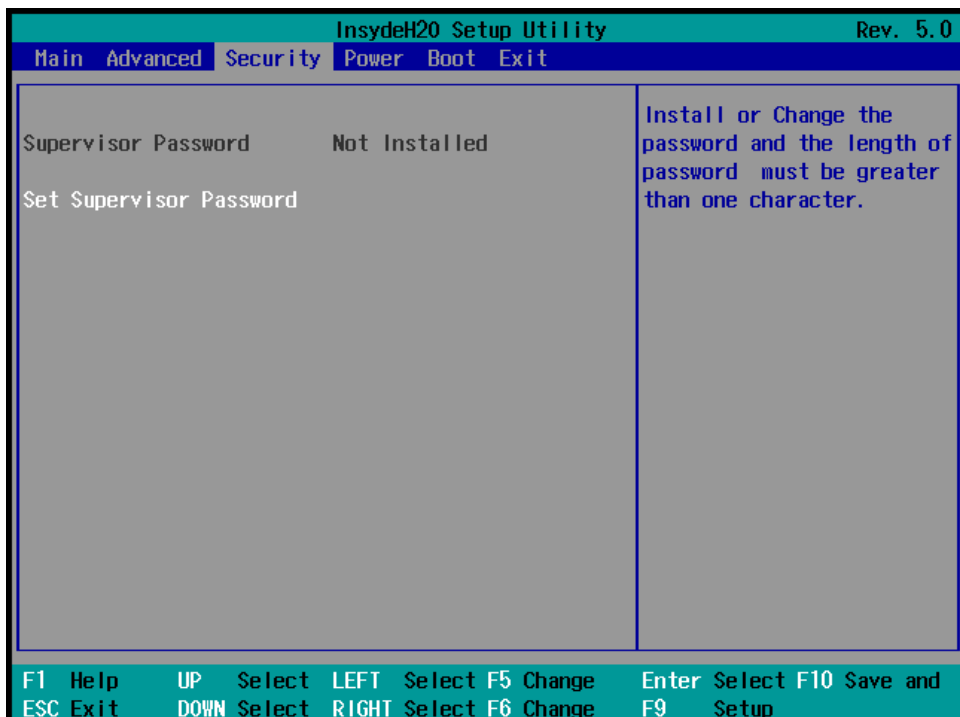 InsydeH20 Setup Utility Rev. 5.0
Main Advanced Security Power Boot Exit
Supervisor Password Not Installed
Set Supervisor Password
Install or Change the
password and the length of
password must be greater
than one character.
F1 Help UP Select LEFT Select F5 Change Enter Select F10 Save and
ESC Exit DOWN Select RIGHT Select F6 Change F9 Setup